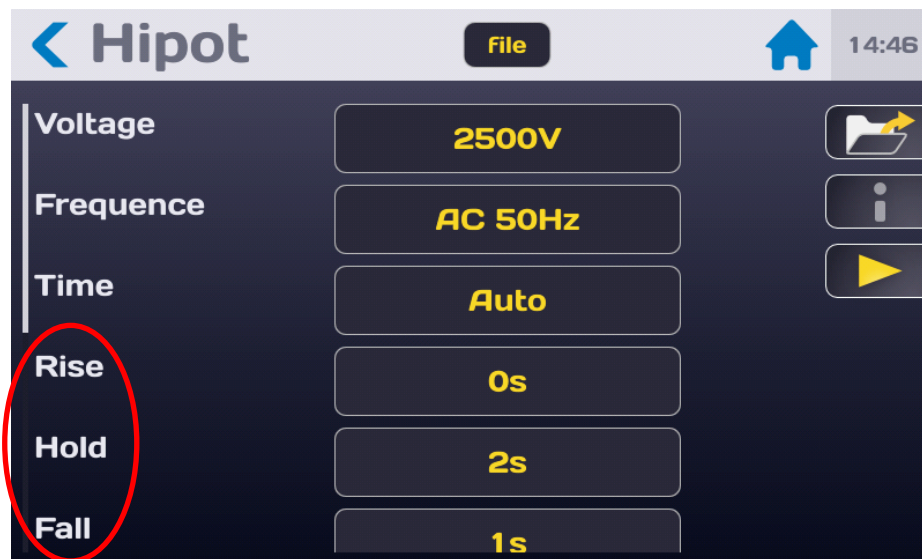 Hipot
file
14:46
Voltage
2500V
Frequence
AC 50Hz
Time
Auto
Rise
0s
Hold
2s
Fall
1s